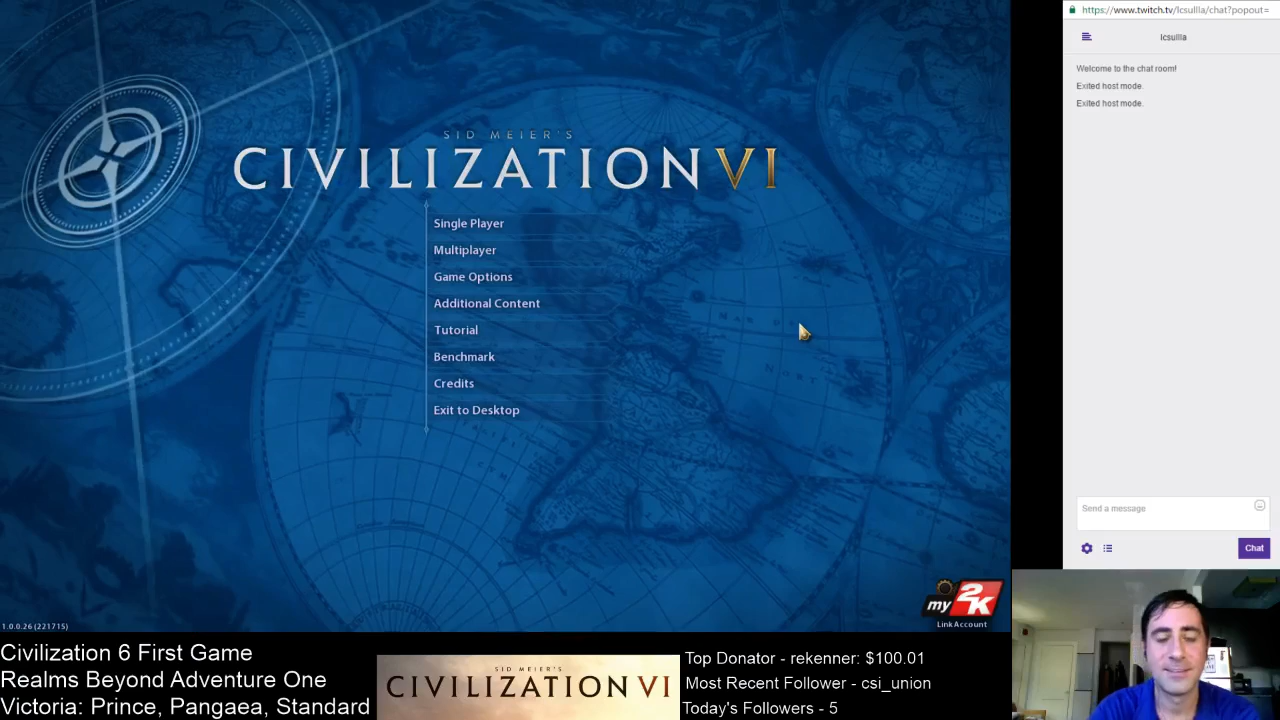 https://www.twitch.tv/lcsullla/chat?popout=
lcsullla
Welcome to the chat room!
Exited host mode.
Exited host mode.
SID MEIER'S
CIVILIZATION VI
Single Player
Multiplayer
Game Options
Additional Content
Tutorial
Benchmark
Credits
Exit to Desktop
Send a message
Chat
my 2K
Link Account
1.0.0.26 (221715)
Civilization 6 First Game
Realms Beyond Adventure One
Victoria: Prince, Pangaea, Standard
SID MEIER'S
CIVILIZATION VI
Top Donator - rekenner: $100.01
Most Recent Follower - csi_union
Today's Followers - 5